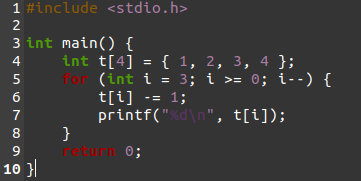 1 #include <stdio.h>
2
3 int main() {
4     int t[4] = { 1, 2, 3, 4 };
5     for (int i = 3; i >= 0; i--) {
6         t[i] -= 1;
7         printf("%d\n", t[i]);
8     }
9     return 0;
10 }